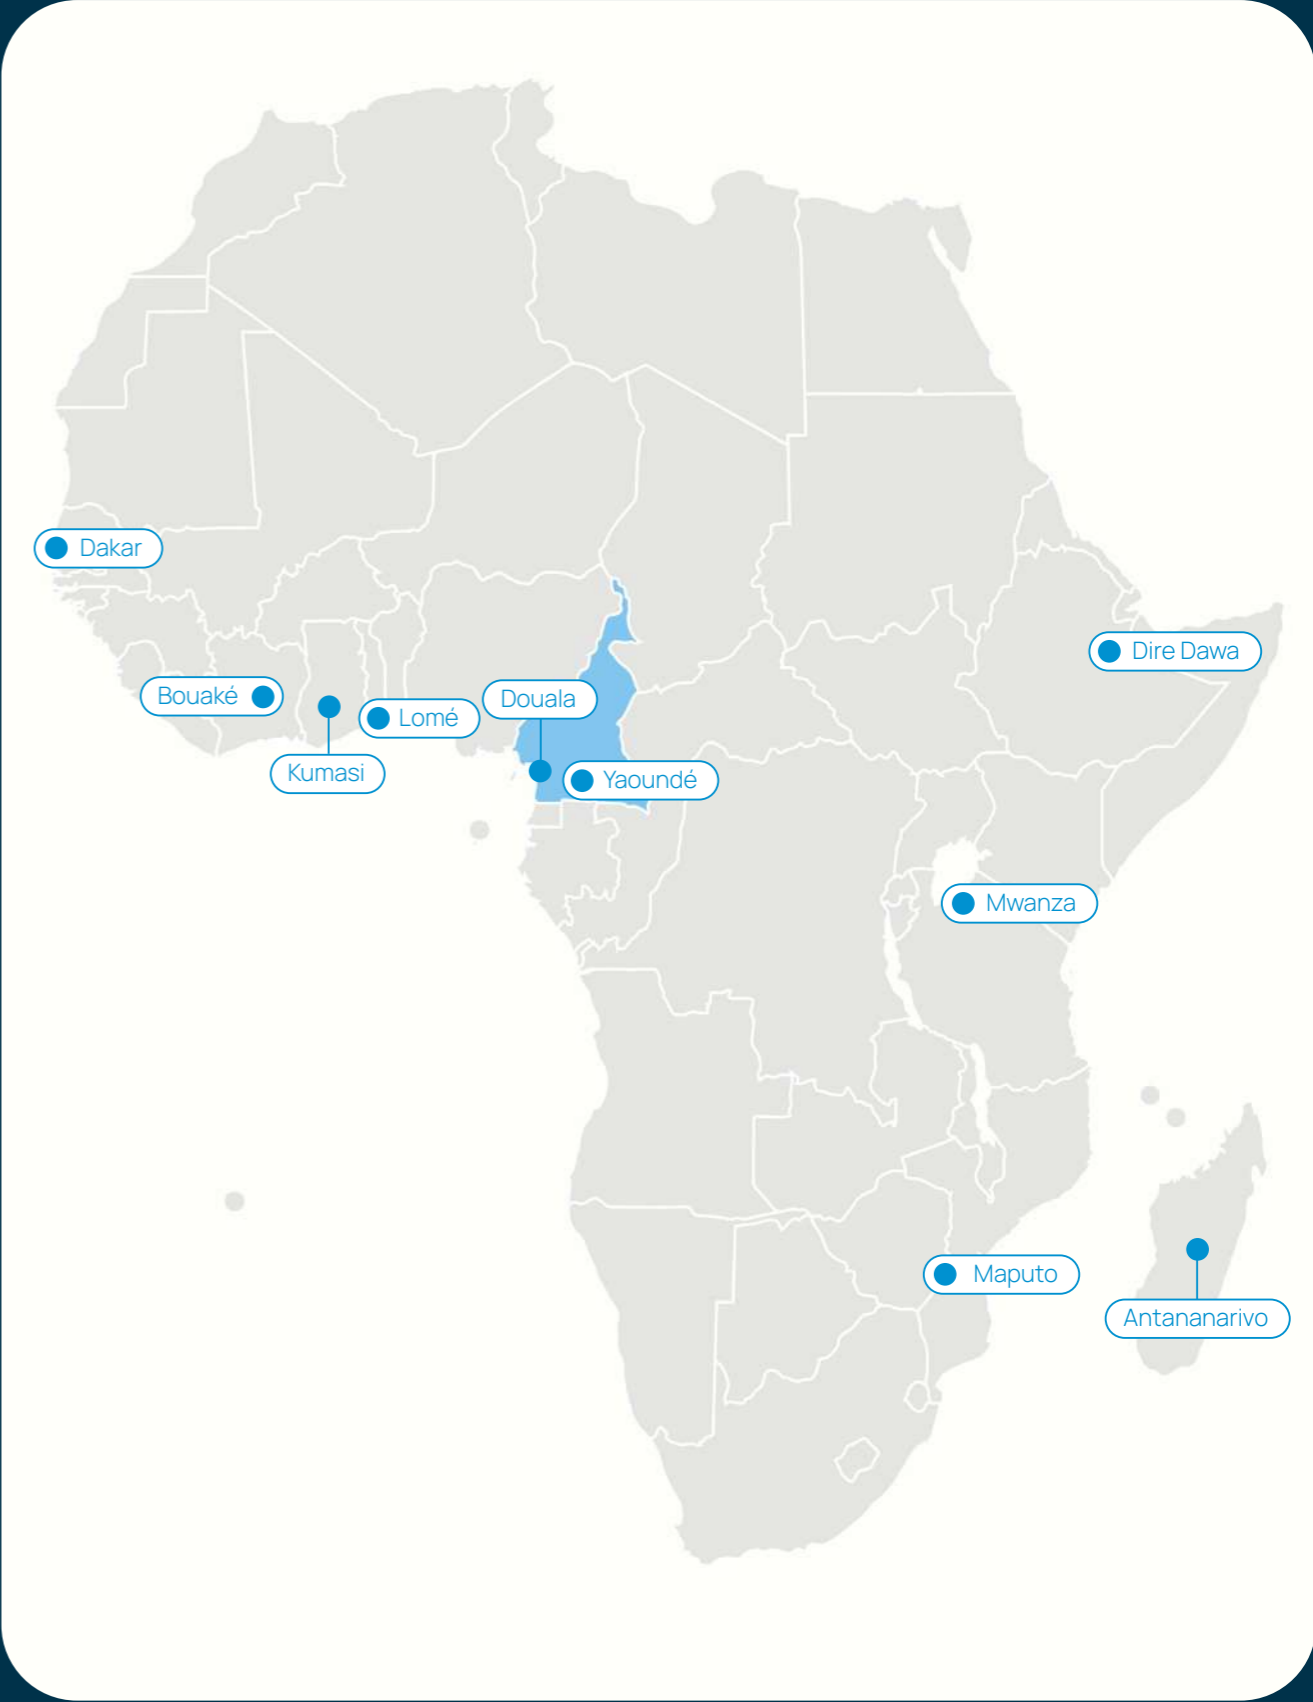 Dakar
Dire Dawa
Bouaké
Douala
Lomé
Kumasi
Yaoundé
Mwanza
Maputo
Antananarivo